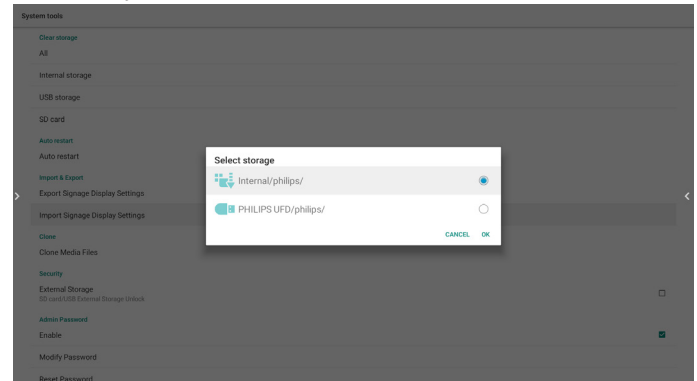 System tools
Clear storage
All
Internal storage
USB storage
SD card
Auto restart
Auto restart
Import & Export
Export Signage Display Settings
Import Signage Display Settings
Clone
Clone Media Files
Security
External Storage
SD card/USB External Storage Unlock
Admin Password
Enable
Modify Password
Reset Password
Select storage
Internal/philips/
PHILIPS UFD/philips/
CANCEL OK